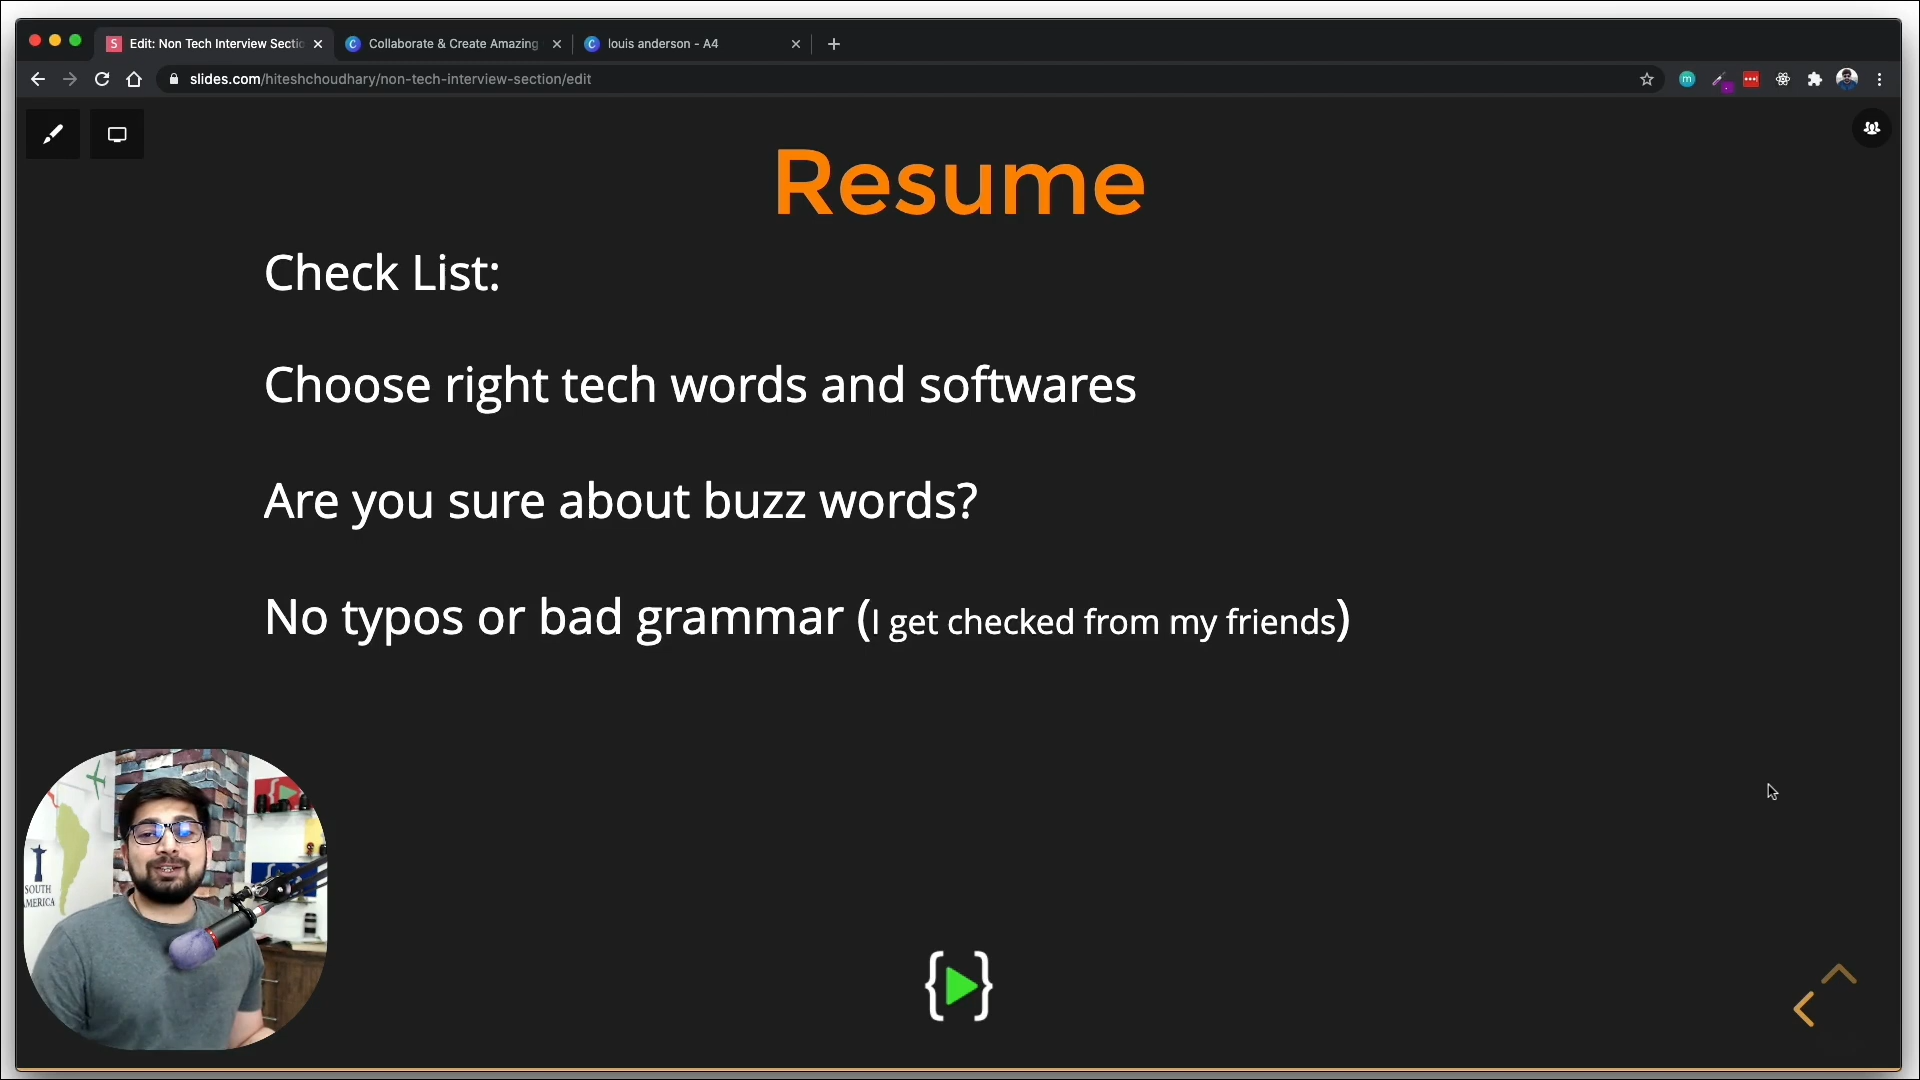 Edit: Non Tech Interview Sectio
Collaborate & Create Amazing
louis anderson - A4
slides.com/hiteshchoudhary/non-tech-interview-section/edit
Resume
Check List:
Choose right tech words and softwares
Are you sure about buzz words?
No typos or bad grammar (I get checked from my friends)
SOUTH
AMERICA